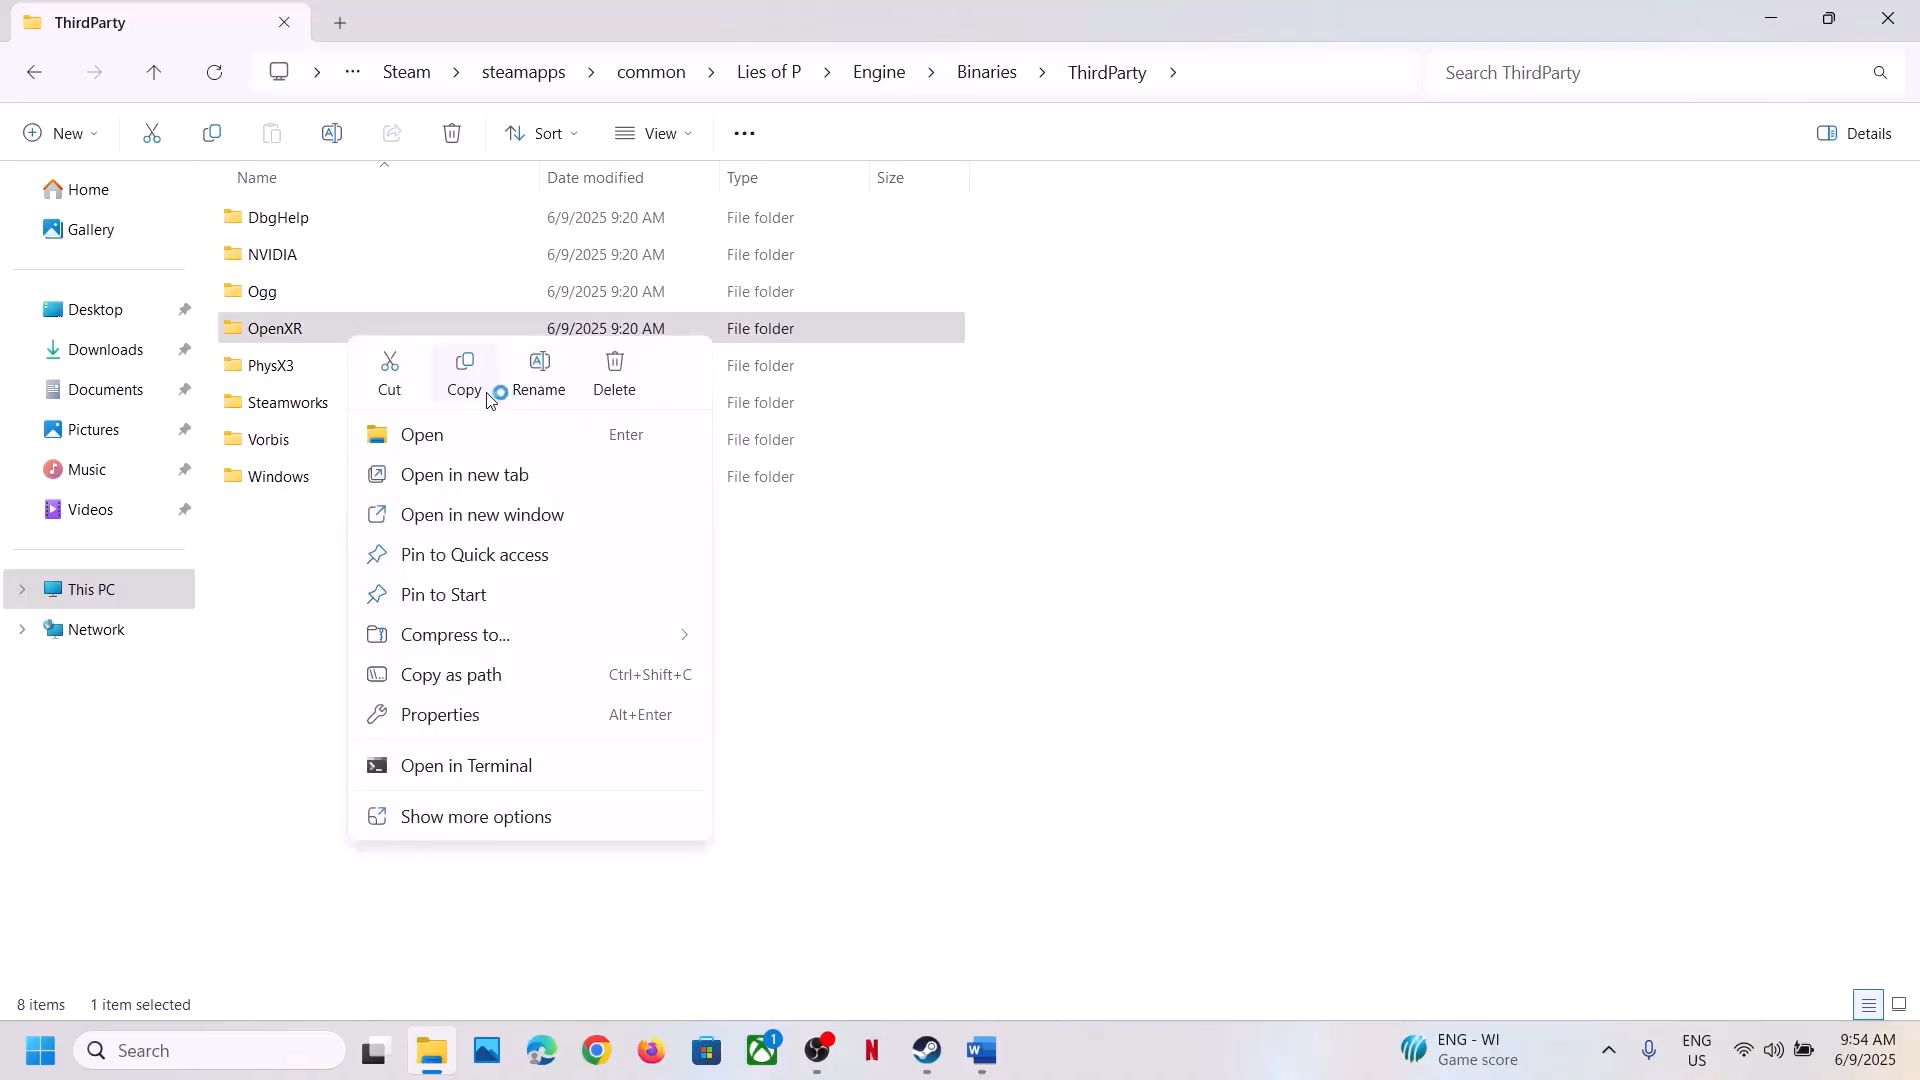 ThirdParty
Steam steamapps common Lies of P Engine Binaries ThirdParty
Search ThirdParty
New Sort View Details
Name Date modified Type Size
Home
Gallery
Desktop
Downloads
Documents
Pictures
Music
Videos
This PC
Network
DbgHelp 6/9/2025 9:20 AM File folder
NVIDIA 6/9/2025 9:20 AM File folder
Ogg 6/9/2025 9:20 AM File folder
OpenXR 6/9/2025 9:20 AM File folder
PhysX3 File folder
Steamworks File folder
Vorbis File folder
Windows File folder
Cut Copy Rename Delete
Open Enter
Open in new tab
Open in new window
Pin to Quick access
Pin to Start
Compress to...
Copy as path Ctrl+Shift+C
Properties Alt+Enter
Open in Terminal
Show more options
8 items 1 item selected
Search
1
N
ENG - WI
Game score
ENG
US
9:54 AM
6/9/2025